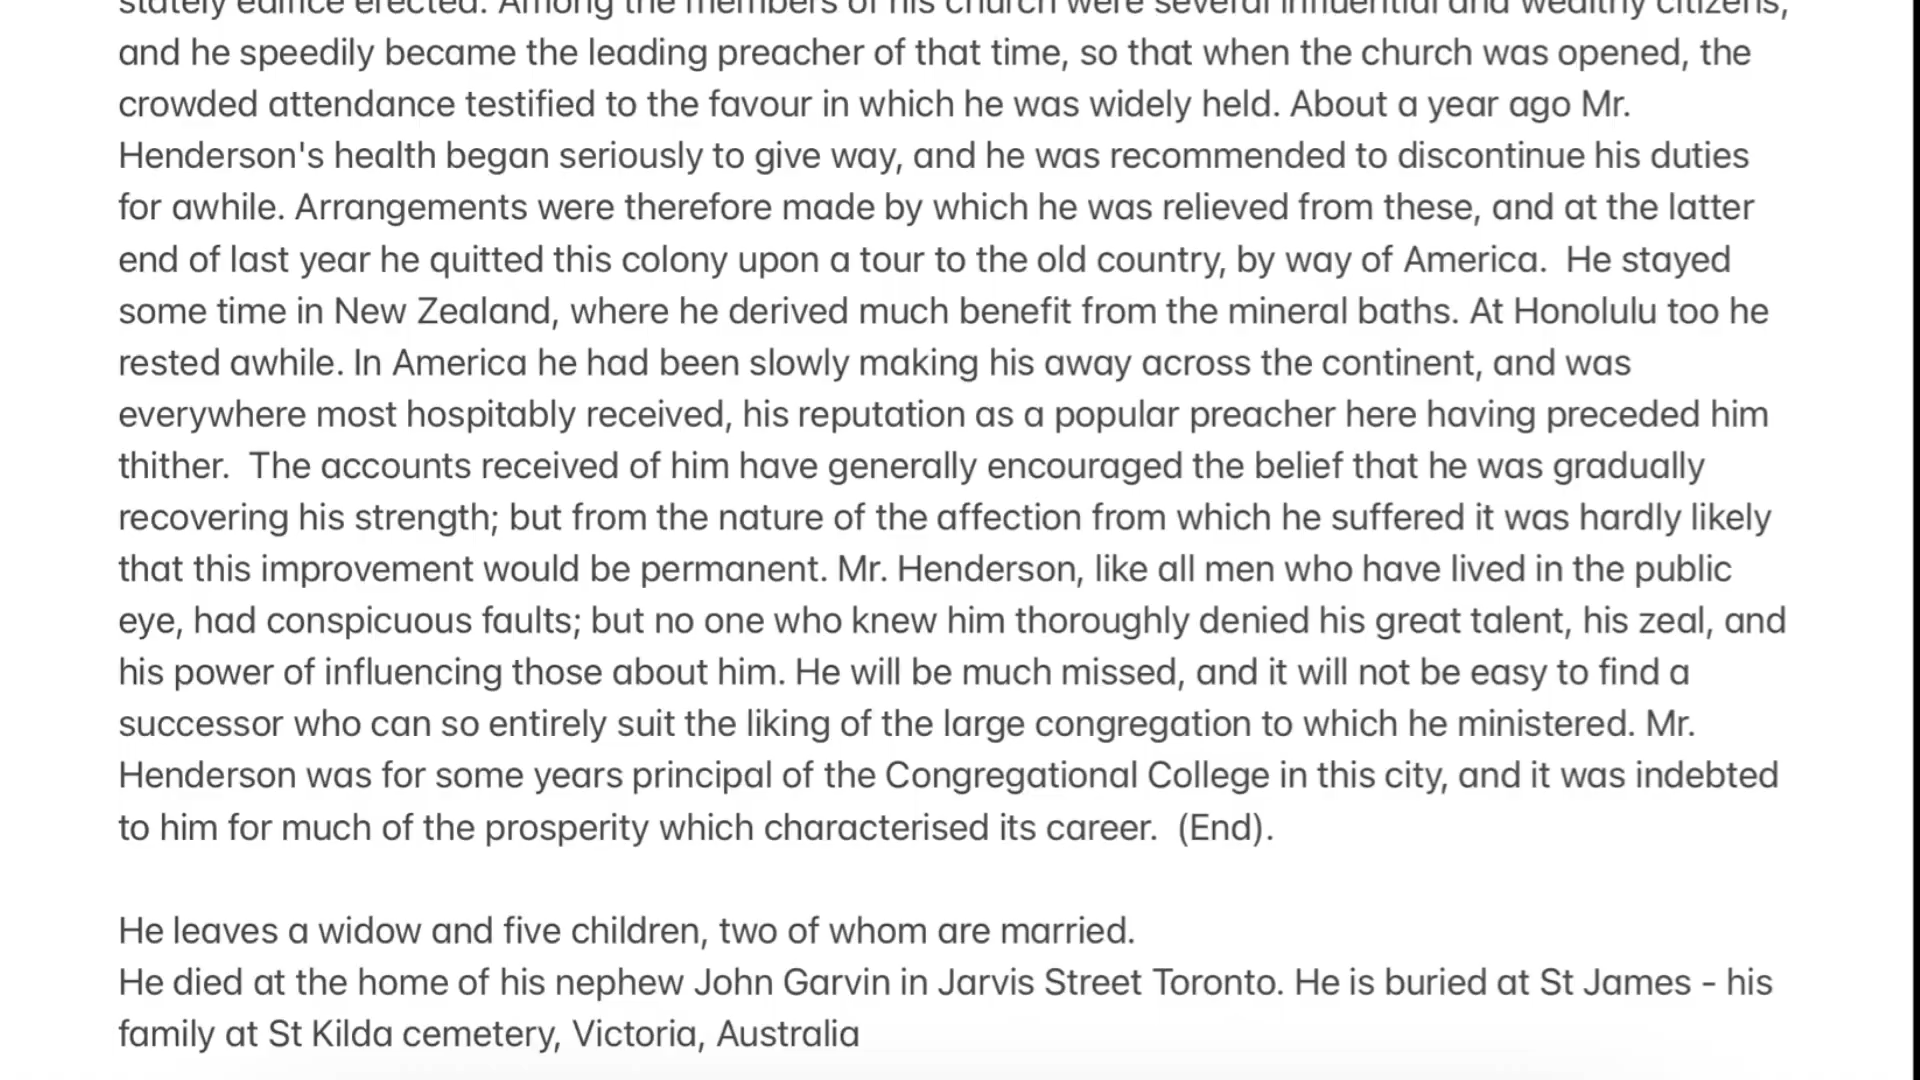 stately edifice erected. Among the members of his church were several influential and wealthy citizens,
and he speedily became the leading preacher of that time, so that when the church was opened, the
crowded attendance testified to the favour in which he was widely held. About a year ago Mr.
Henderson's health began seriously to give way, and he was recommended to discontinue his duties
for awhile. Arrangements were therefore made by which he was relieved from these, and at the latter
end of last year he quitted this colony upon a tour to the old country, by way of America.  He stayed
some time in New Zealand, where he derived much benefit from the mineral baths. At Honolulu too he
rested awhile. In America he had been slowly making his away across the continent, and was
everywhere most hospitably received, his reputation as a popular preacher here having preceded him
thither.  The accounts received of him have generally encouraged the belief that he was gradually
recovering his strength; but from the nature of the affection from which he suffered it was hardly likely
that this improvement would be permanent. Mr. Henderson, like all men who have lived in the public
eye, had conspicuous faults; but no one who knew him thoroughly denied his great talent, his zeal, and
his power of influencing those about him. He will be much missed, and it will not be easy to find a
successor who can so entirely suit the liking of the large congregation to which he ministered. Mr.
Henderson was for some years principal of the Congregational College in this city, and it was indebted
to him for much of the prosperity which characterised its career.  (End).
He leaves a widow and five children, two of whom are married.
He died at the home of his nephew John Garvin in Jarvis Street Toronto. He is buried at St James - his
family at St Kilda cemetery, Victoria, Australia